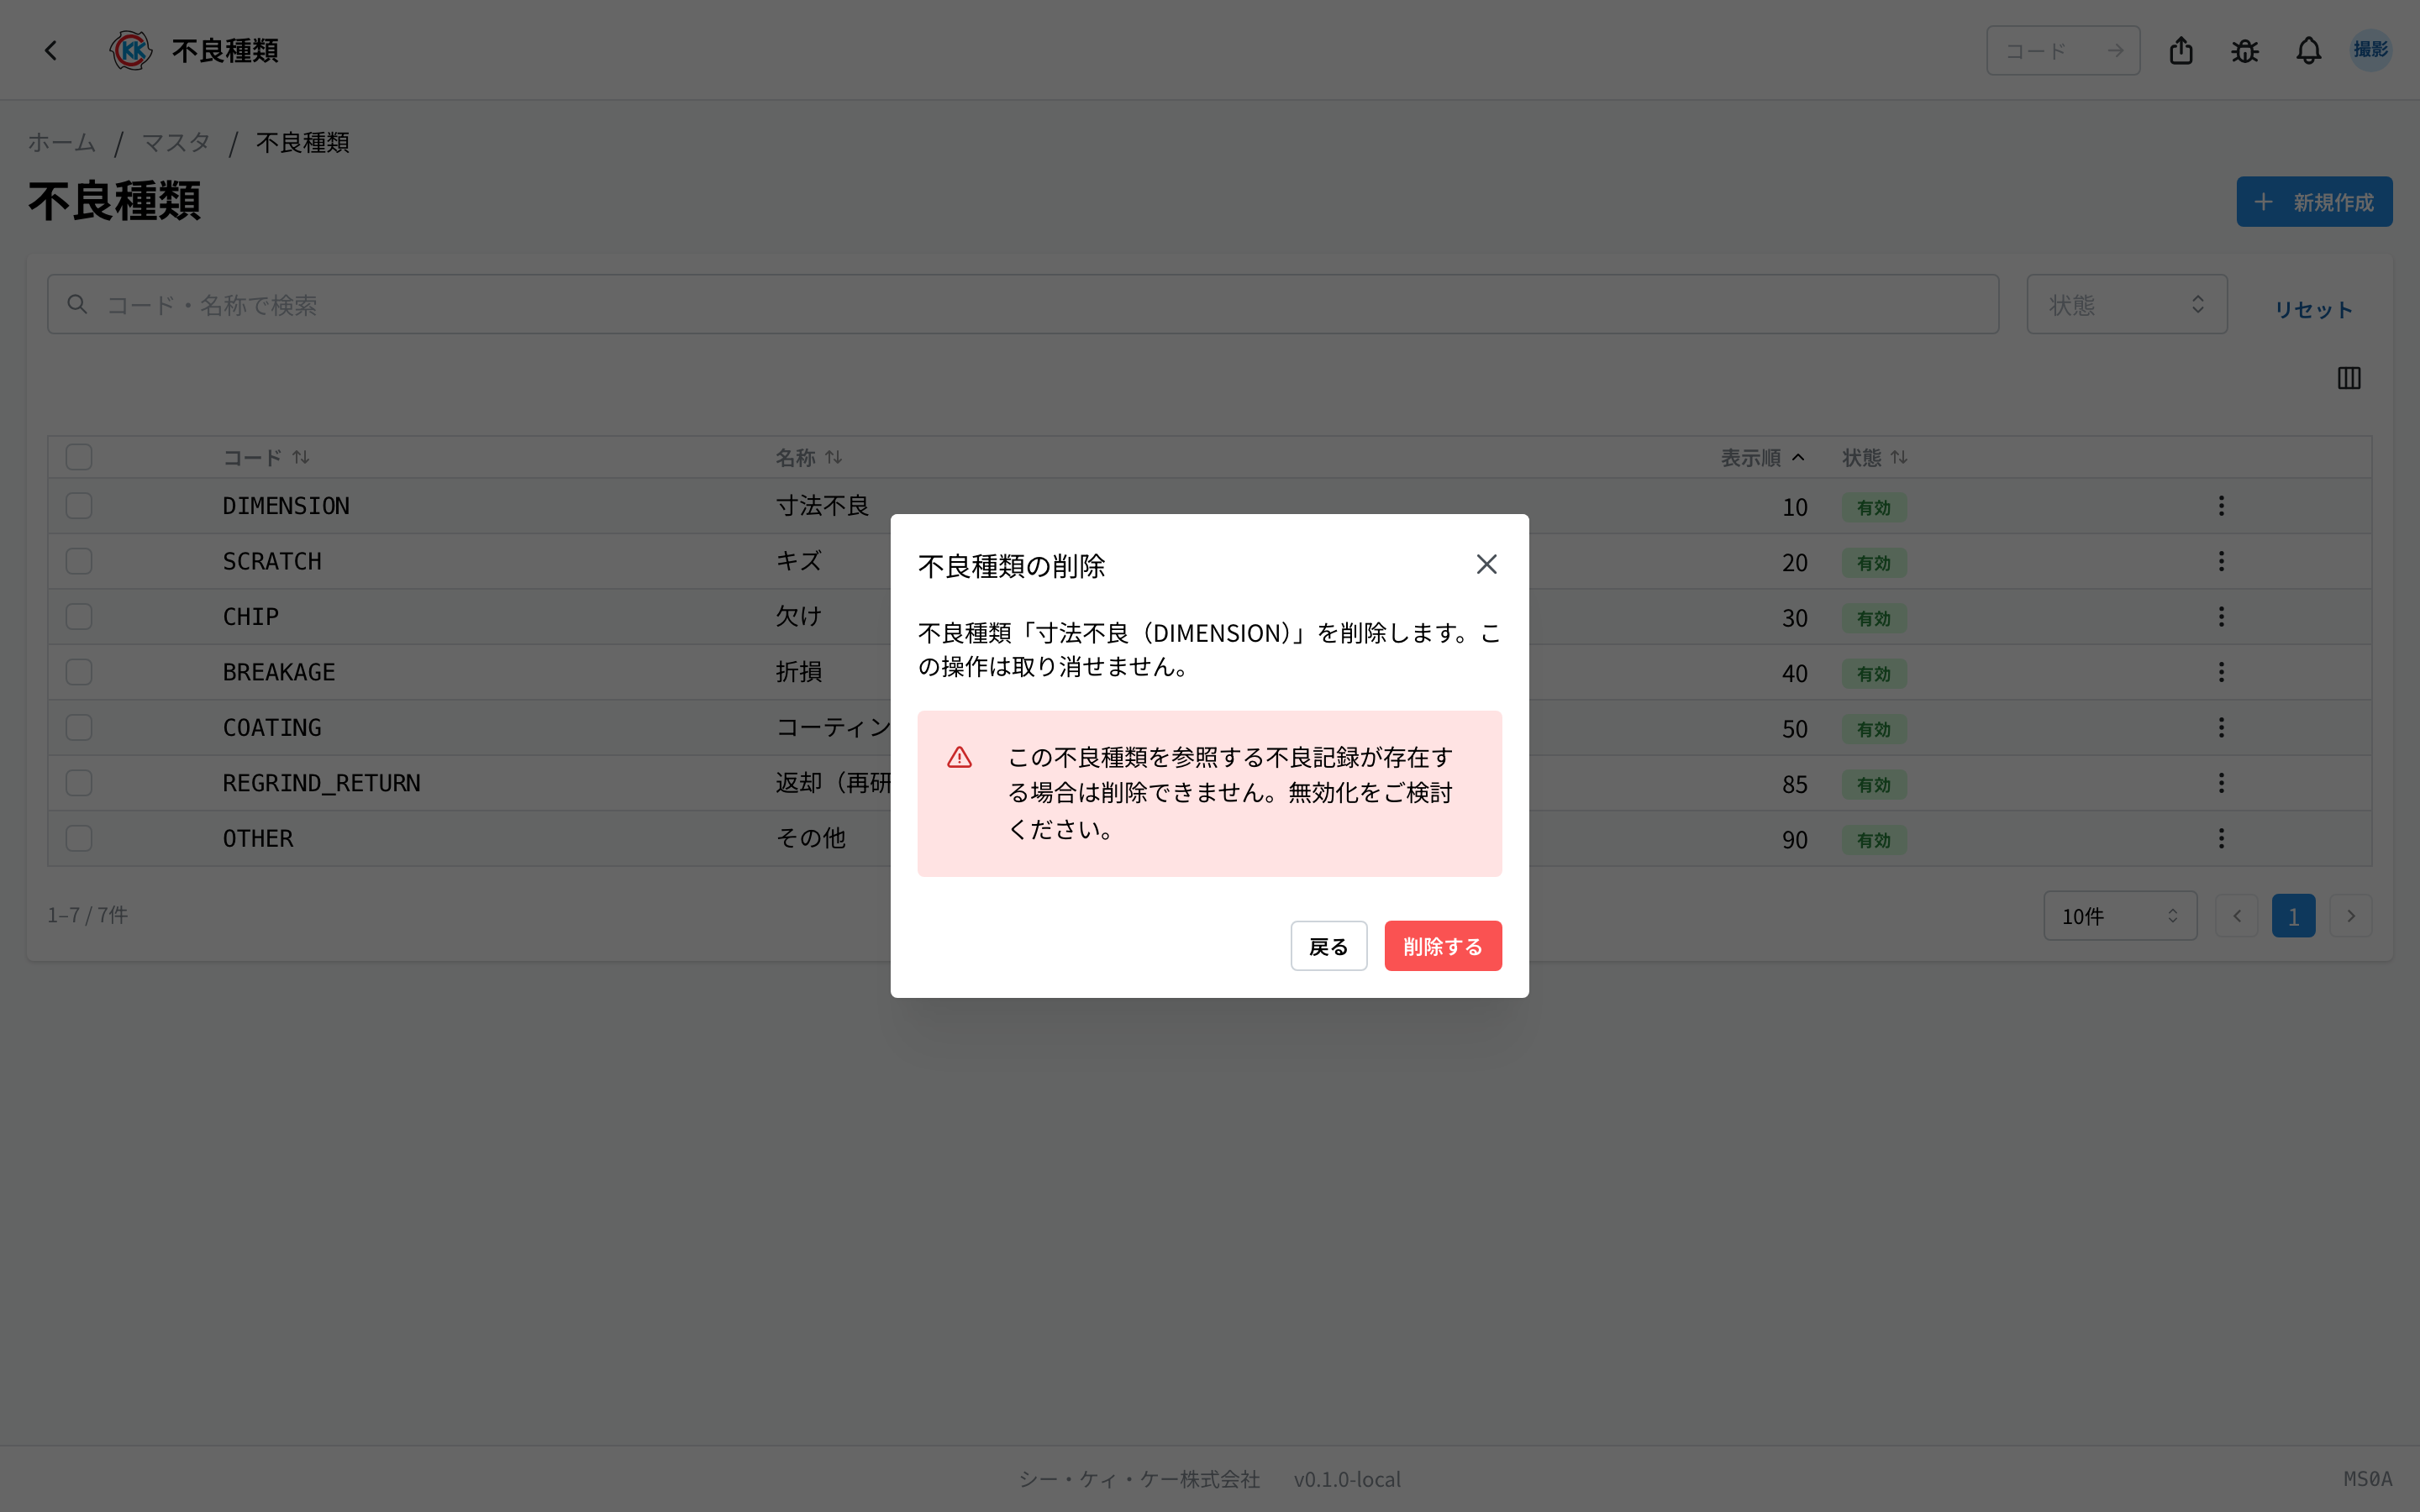 不良種類
コード
撮影
ホーム / マスタ / 不良種類
不良種類
新規作成
コード・名称で検索
状態
リセット
コード 名称 表示順 状態
DIMENSION 寸法不良 10 有効
SCRATCH キズ 20 有効
CHIP 欠け 30 有効
BREAKAGE 折損 40 有効
COATING コーティン 50 有効
REGRIND_RETURN 返却（再研 85 有効
OTHER その他 90 有効
1–7 / 7件
10件
1
不良種類の削除
不良種類「寸法不良（DIMENSION）」を削除します。こ
の操作は取り消せません。
この不良種類を参照する不良記録が存在す
る場合は削除できません。無効化をご検討
ください。
戻る
削除する
シー・ケィ・ケー株式会社 v0.1.0-local
MS0A